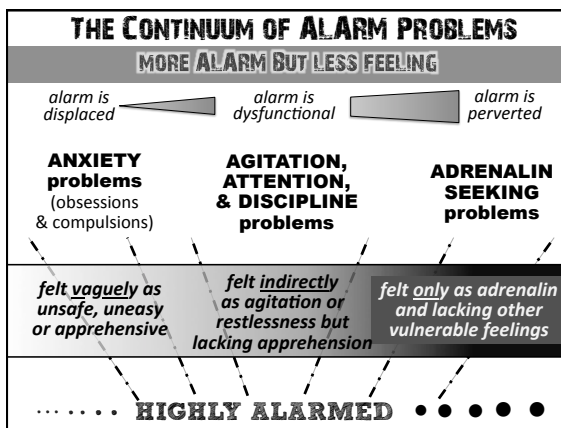 THE CONTINUUM OF ALARM PROBLEMS
MORE ALARM BUT LESS FEELING
alarm is
displaced
alarm is
dysfunctional
alarm is
perverted
ANXIETY
problems
(obsessions
& compulsions)
AGITATION,
ATTENTION,
& DISCIPLINE
problems
ADRENALIN
SEEKING
problems
felt vaguely as
unsafe, uneasy
or apprehensive
felt indirectly
as agitation or
restlessness but
lacking apprehension
felt only as adrenalin
and lacking other
vulnerable feelings
HIGHLY ALARMED